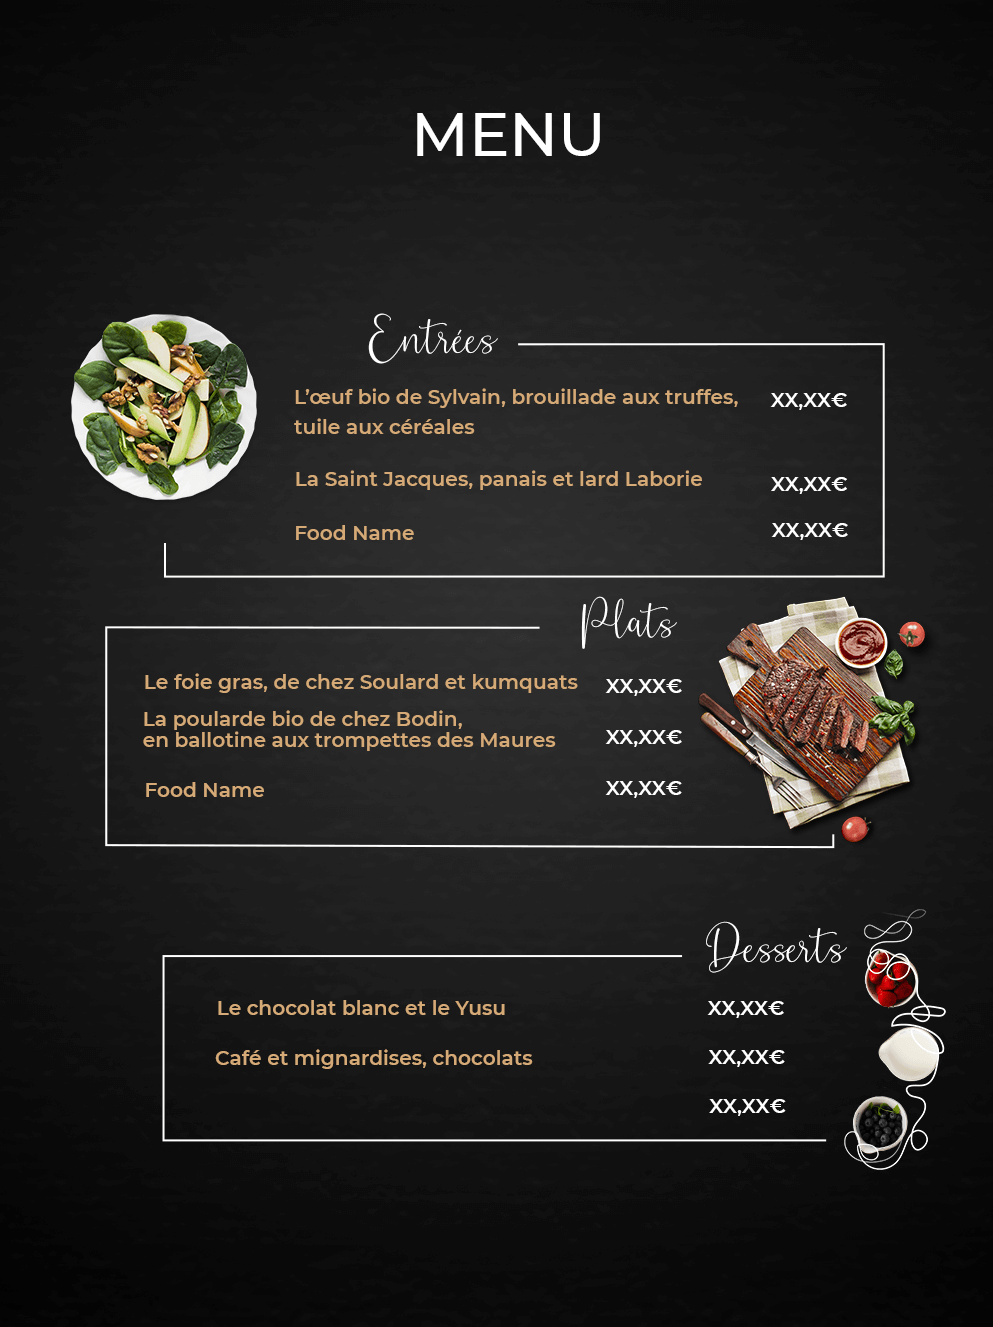 MENU
Entrées
L’œuf bio de Sylvain, brouillade aux truffes, XX,XX€
tuile aux céréales
La Saint Jacques, panais et lard Laborie XX,XX€
Food Name XX,XX€
Plats
Le foie gras, de chez Soulard et kumquats XX,XX€
La poularde bio de chez Bodin,
en ballotine aux trompettes des Maures XX,XX€
Food Name XX,XX€
Desserts
Le chocolat blanc et le Yusu XX,XX€
Café et mignardises, chocolats XX,XX€
XX,XX€